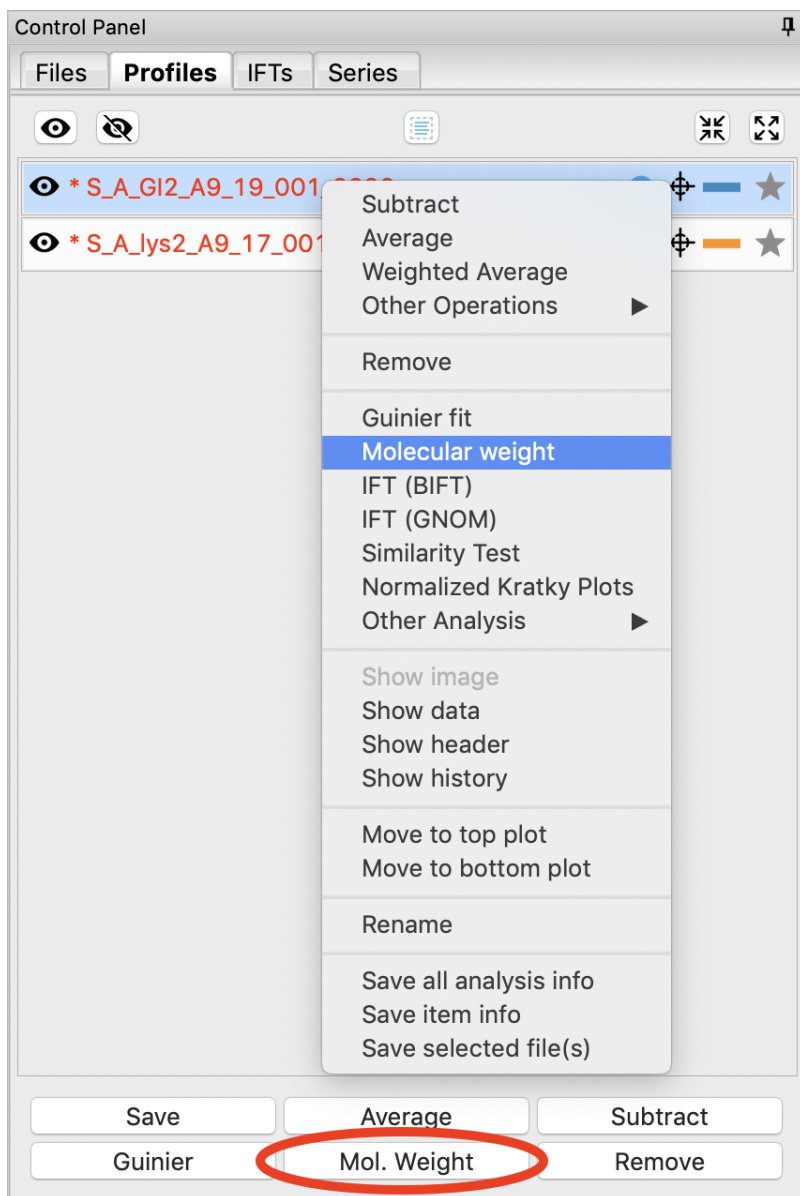 Control Panel
Files Profiles IFTs Series
* S_A_GI2_A9_19_001
* S_A_lys2_A9_17_001
Subtract
Average
Weighted Average
Other Operations
Remove
Guinier fit
Molecular weight
IFT (BIFT)
IFT (GNOM)
Similarity Test
Normalized Kratky Plots
Other Analysis
Show image
Show data
Show header
Show history
Move to top plot
Move to bottom plot
Rename
Save all analysis info
Save item info
Save selected file(s)
Save Average Subtract
Guinier Mol. Weight Remove